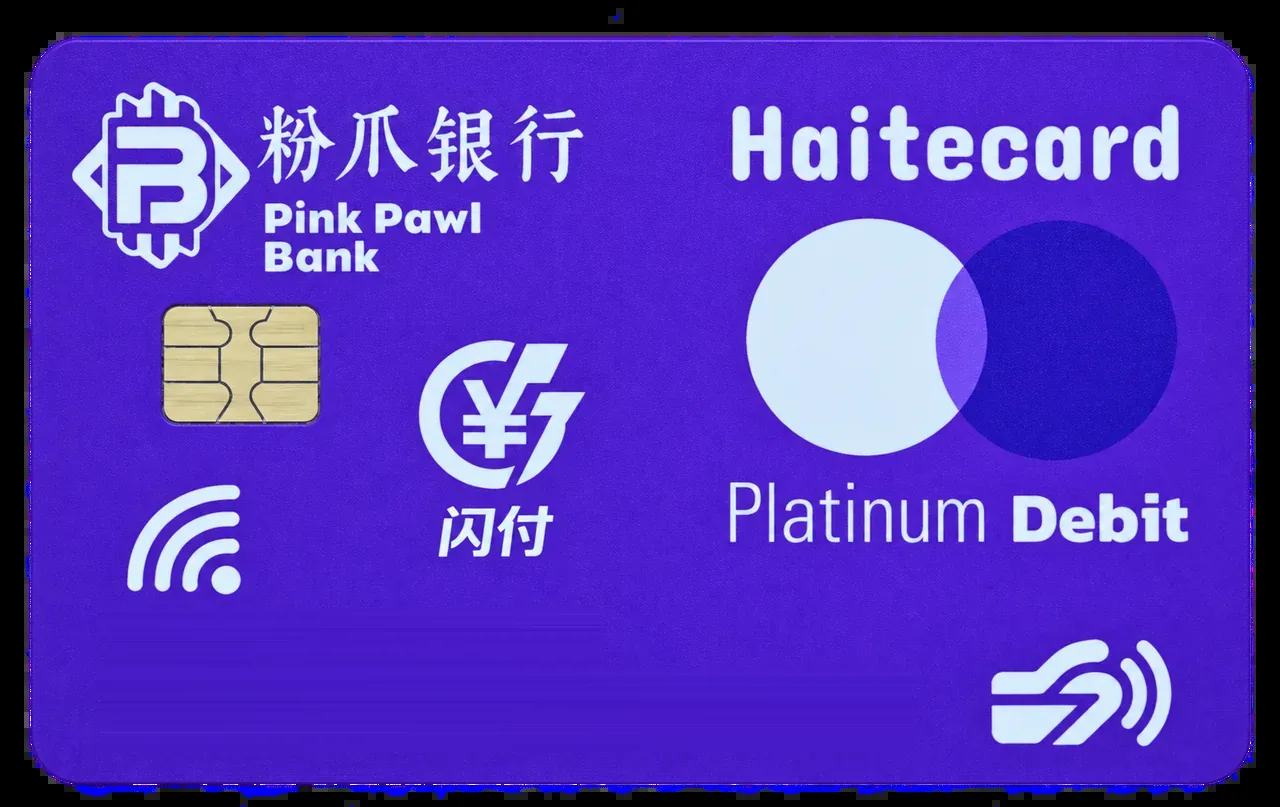 粉爪银行
Pink Pawl
Bank
Haitecard
闪付
Platinum Debit